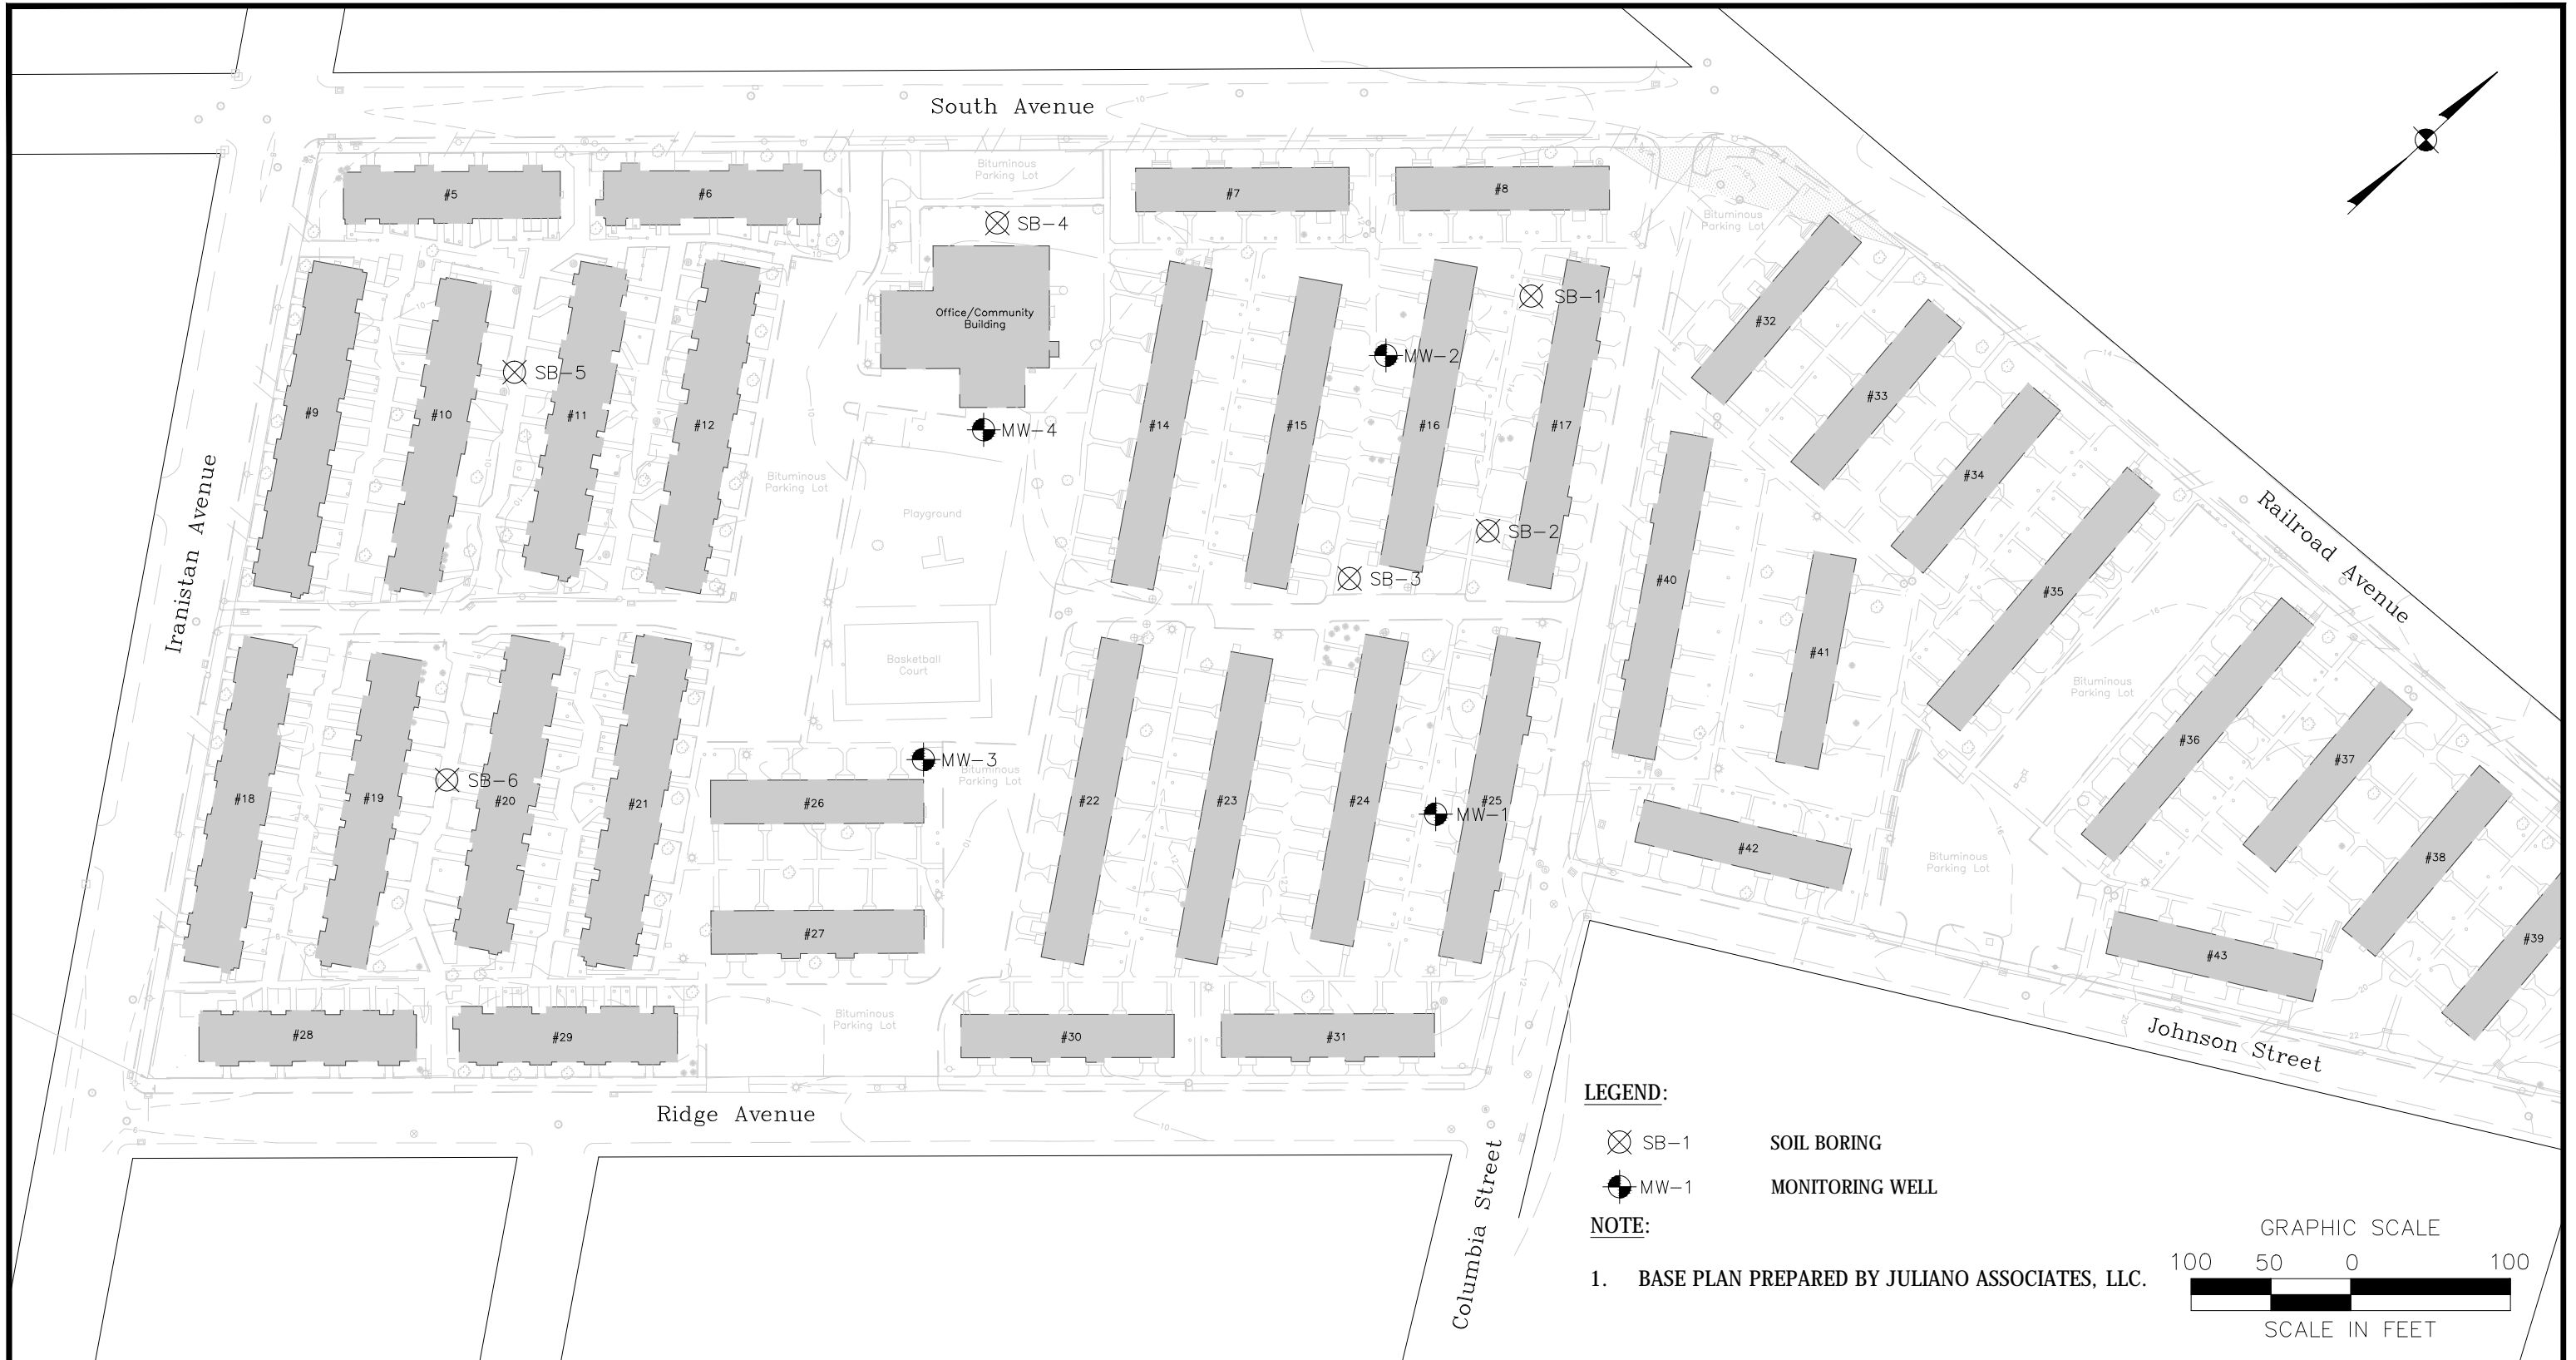 South Avenue
Bituminous
Parking Lot
#5
#6
#7
#8
SB-4
Bituminous
Parking Lot
SB-1
Office/Community
Building
#32
MW-2
SB-5
#33
#9
#10
#11
#12
#14
#15
#16
#17
MW-4
Bituminous
Parking Lot
#34
Iranistan Avenue
Playground
SB-2
Railroad Avenue
SB-3
#40
#35
#41
Basketball
Court
Bituminous
Parking Lot
#36
MW-3
Bituminous
Parking Lot
#37
SB-6
#18
#19
#20
#21
#26
#22
#23
#24
#25
MW-1
#42
Bituminous
Parking Lot
#38
#27
#39
#43
Bituminous
Parking Lot
#28
#29
#30
#31
Johnson Street
Ridge Avenue
Columbia Street
LEGEND:
SB-1 SOIL BORING
MW-1 MONITORING WELL
NOTE:
1. BASE PLAN PREPARED BY JULIANO ASSOCIATES, LLC.
GRAPHIC SCALE
100 50 0 100
SCALE IN FEET